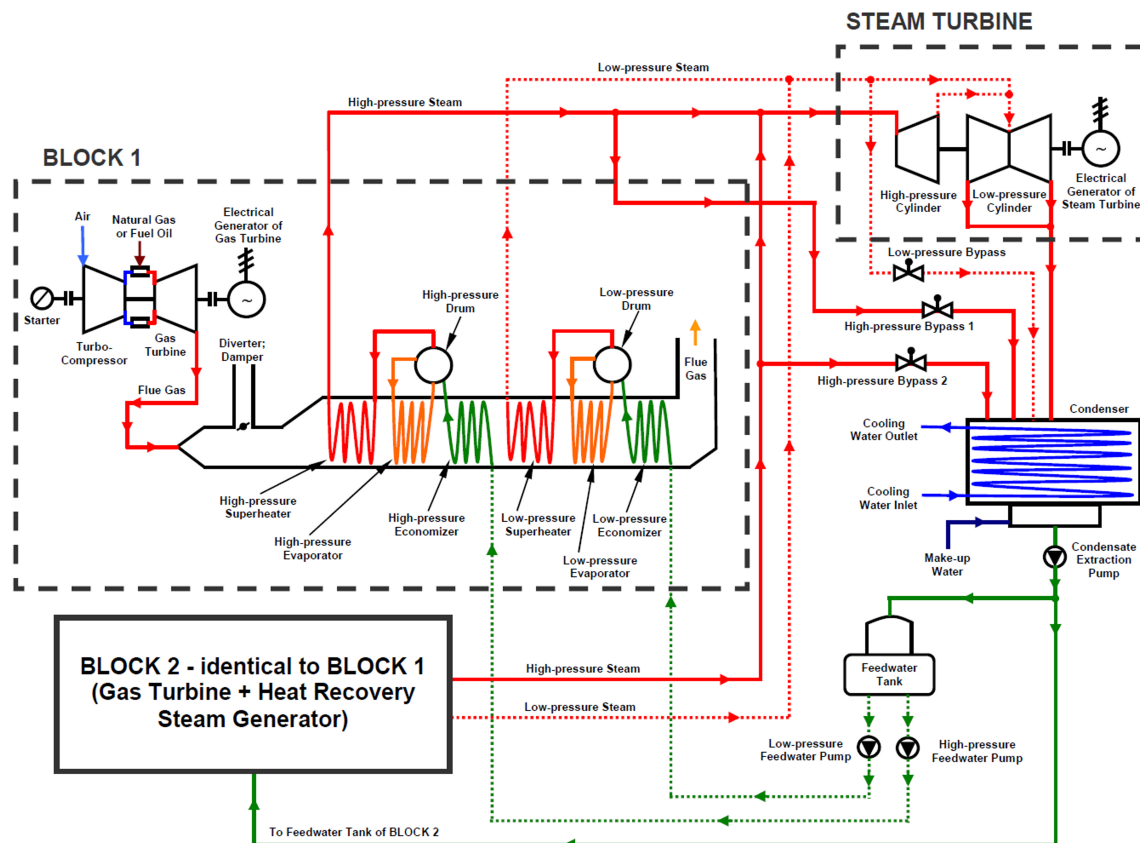 STEAM TURBINE
Low-pressure Steam
High-pressure Steam
BLOCK 1
Air
Natural Gas
or Fuel Oil
Electrical
Generator of
Gas Turbine
Starter
Turbo-
Compressor
Gas
Turbine
Flue Gas
Diverter;
Damper
High-pressure
Drum
Low-pressure
Drum
Flue
Gas
High-pressure
Superheater
High-pressure
Evaporator
High-pressure
Economizer
Low-pressure
Superheater
Low-pressure
Evaporator
Low-pressure
Economizer
High-pressure
Cylinder
Low-pressure
Cylinder
Electrical
Generator of
Steam Turbine
~
~
Low-pressure
Bypass
High-pressure
Bypass 1
High-pressure
Bypass 2
Condenser
Cooling
Water Outlet
Cooling
Water Inlet
Make-up
Water
Condensate
Extraction
Pump
Feedwater
Tank
Low-pressure
Feedwater Pump
High-pressure
Feedwater Pump
BLOCK 2 - identical to BLOCK 1
(Gas Turbine + Heat Recovery
Steam Generator)
High-pressure Steam
Low-pressure Steam
To Feedwater Tank of BLOCK 2